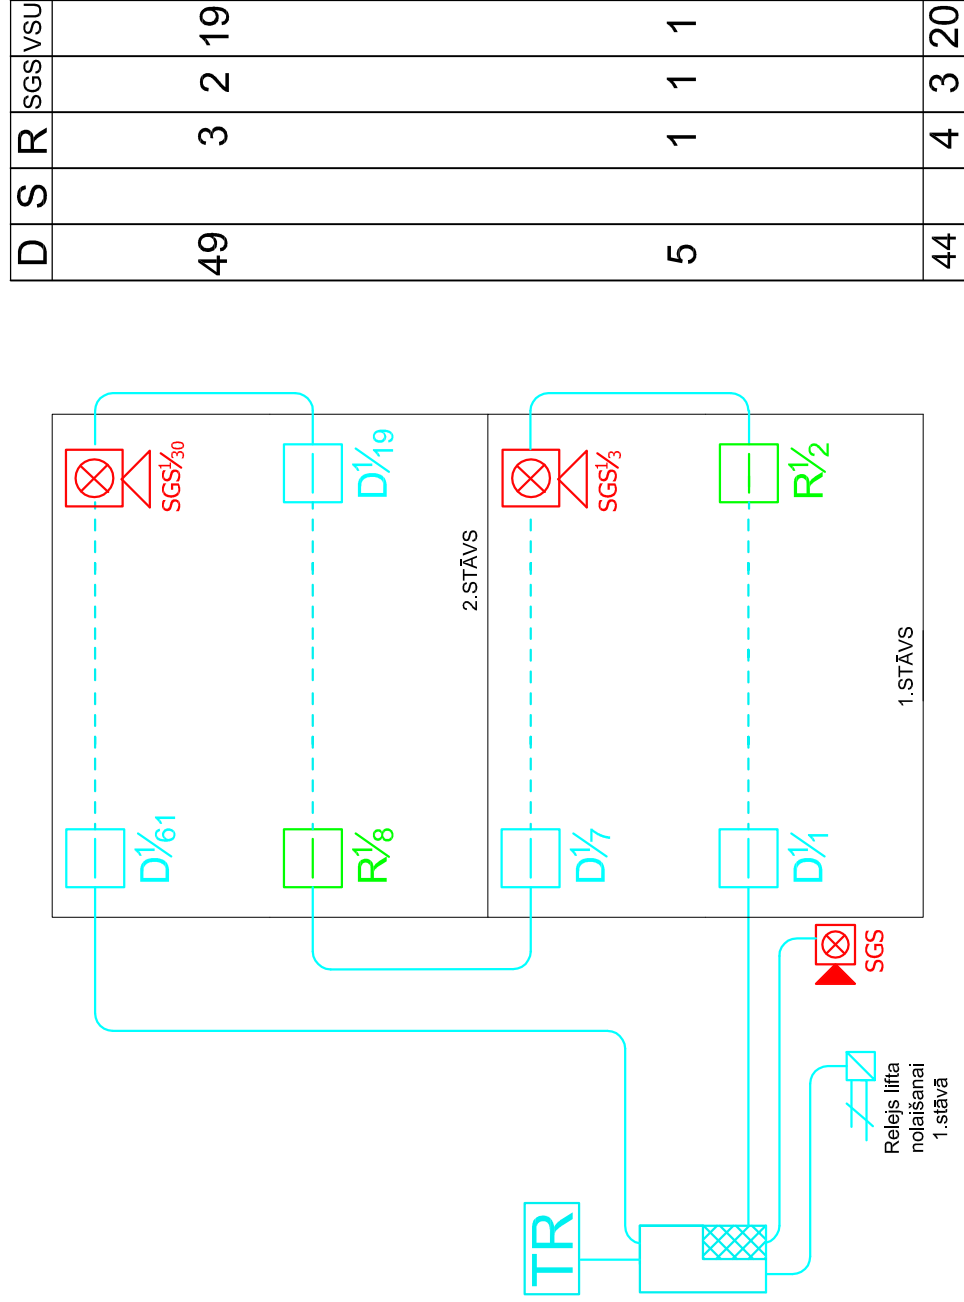 D S R SGS VSU
49 3 2 19
5 1 1 1
44 4 3 20
D1/61
SGS1/30
R1/8
D1/19
2.STĀVS
D1/7
SGS1/3
D1/1
R1/2
1.STĀVS
SGS
Relejs lifta
nolaišanai
1.stāvā
TR